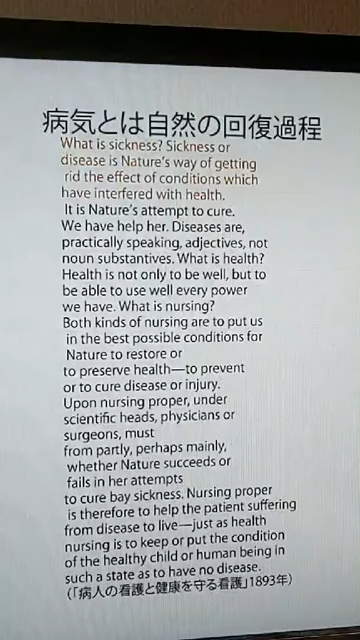 病気とは自然の回復過程
What is sickness? Sickness or
disease is Nature's way of getting
rid the effect of conditions which
have interfered with health.
It is Nature's attempt to cure.
We have help her. Diseases are,
practically speaking, adjectives, not
noun substantives. What is health?
Health is not only to be well, but to
be able to use well every power
we have. What is nursing?
Both kinds of nursing are to put us
in the best possible conditions for
Nature to restore or
to preserve health—to prevent
or to cure disease or injury.
Upon nursing proper, under
scientific heads, physicians or
surgeons, must
from partly, perhaps mainly,
whether Nature succeeds or
fails in her attempts
to cure bay sickness. Nursing proper
is therefore to help the patient suffering
from disease to live—just as health
nursing is to keep or put the condition
of the healthy child or human being in
such a state as to have no disease.
(「病人の看護と健康を守る看護」1893年)